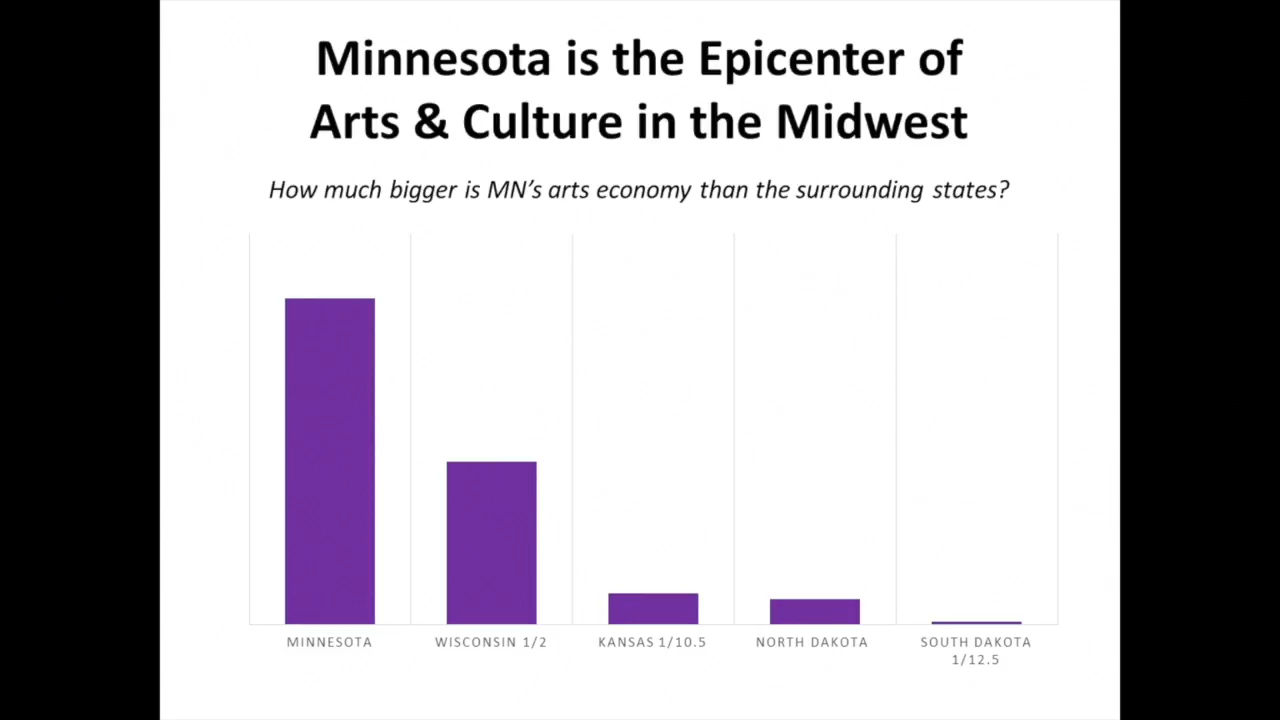 Minnesota is the Epicenter of
Arts & Culture in the Midwest
How much bigger is MN's arts economy than the surrounding states?
MINNESOTA
WISCONSIN 1/2
KANSAS 1/10.5
NORTH DAKOTA
SOUTH DAKOTA
1/12.5